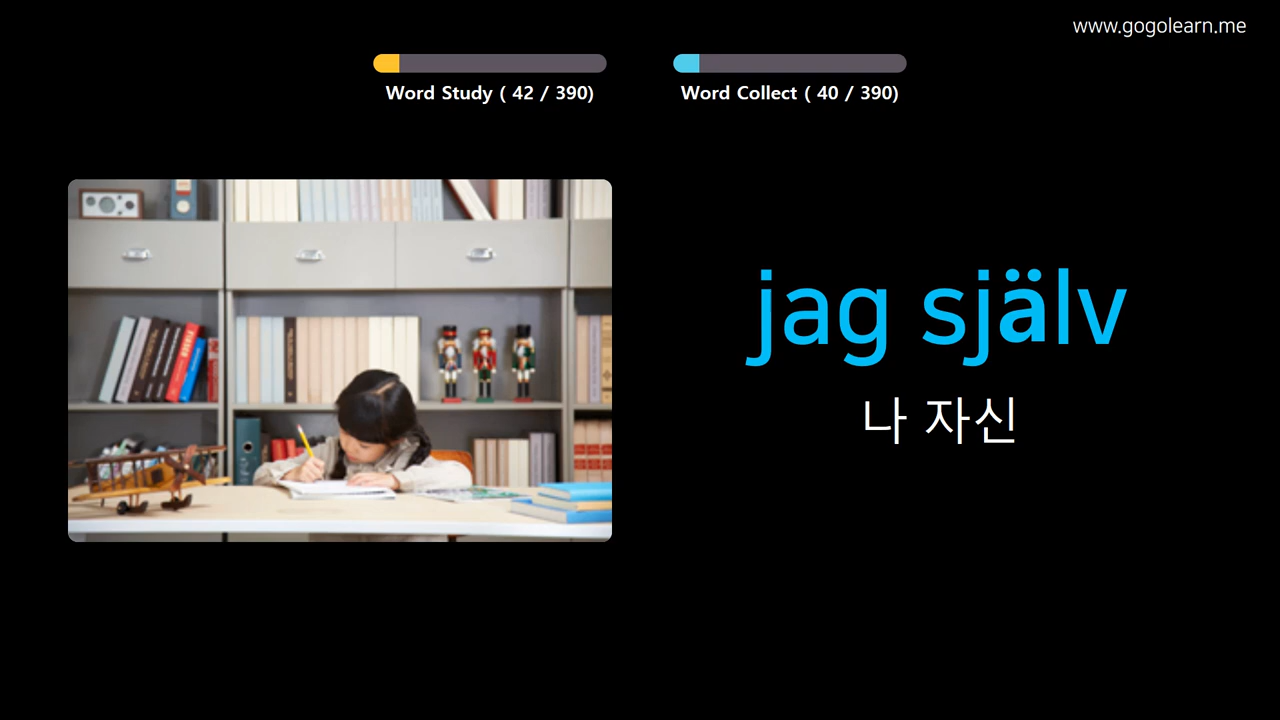 www.gogolearn.me
Word Study ( 42 / 390)
Word Collect ( 40 / 390)
jag själv
나 자신